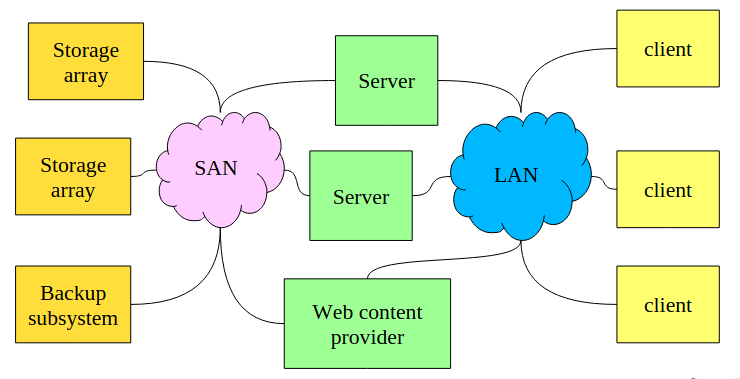 Storage
array
Server
client
Storage
array
SAN
Server
LAN
client
Backup
subsystem
Web content
provider
client